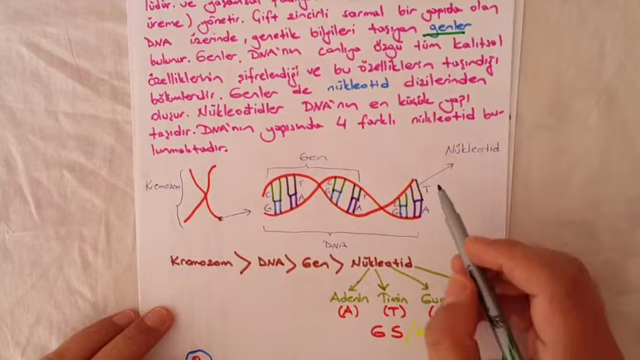 üreme) yönetir. Çift zincirli sarmal bir yapıda olan
DNA üzerinde, genetik bilgileri taşıyan genler
bulunur. Genler. DNA'nın canlıya özgü tüm kalıtsal
özelliklerinin şifrelendiği ve bu özelliklerin taşındığı
bölümlerdir. Genler de nükleotid dizilerinden
oluşur. Nükleotidler DNA'nın en küçük yapı
taşıdır. DNA'nın yapısında 4 farklı nükleotid bu-
lunmaktadır.
Nükleotid
Gen
Kromozom
T
T
G
A
A
A
DNA
Kromozom > DNA > Gen > Nükleotid
Adenin Timin
(A) (T)
GS